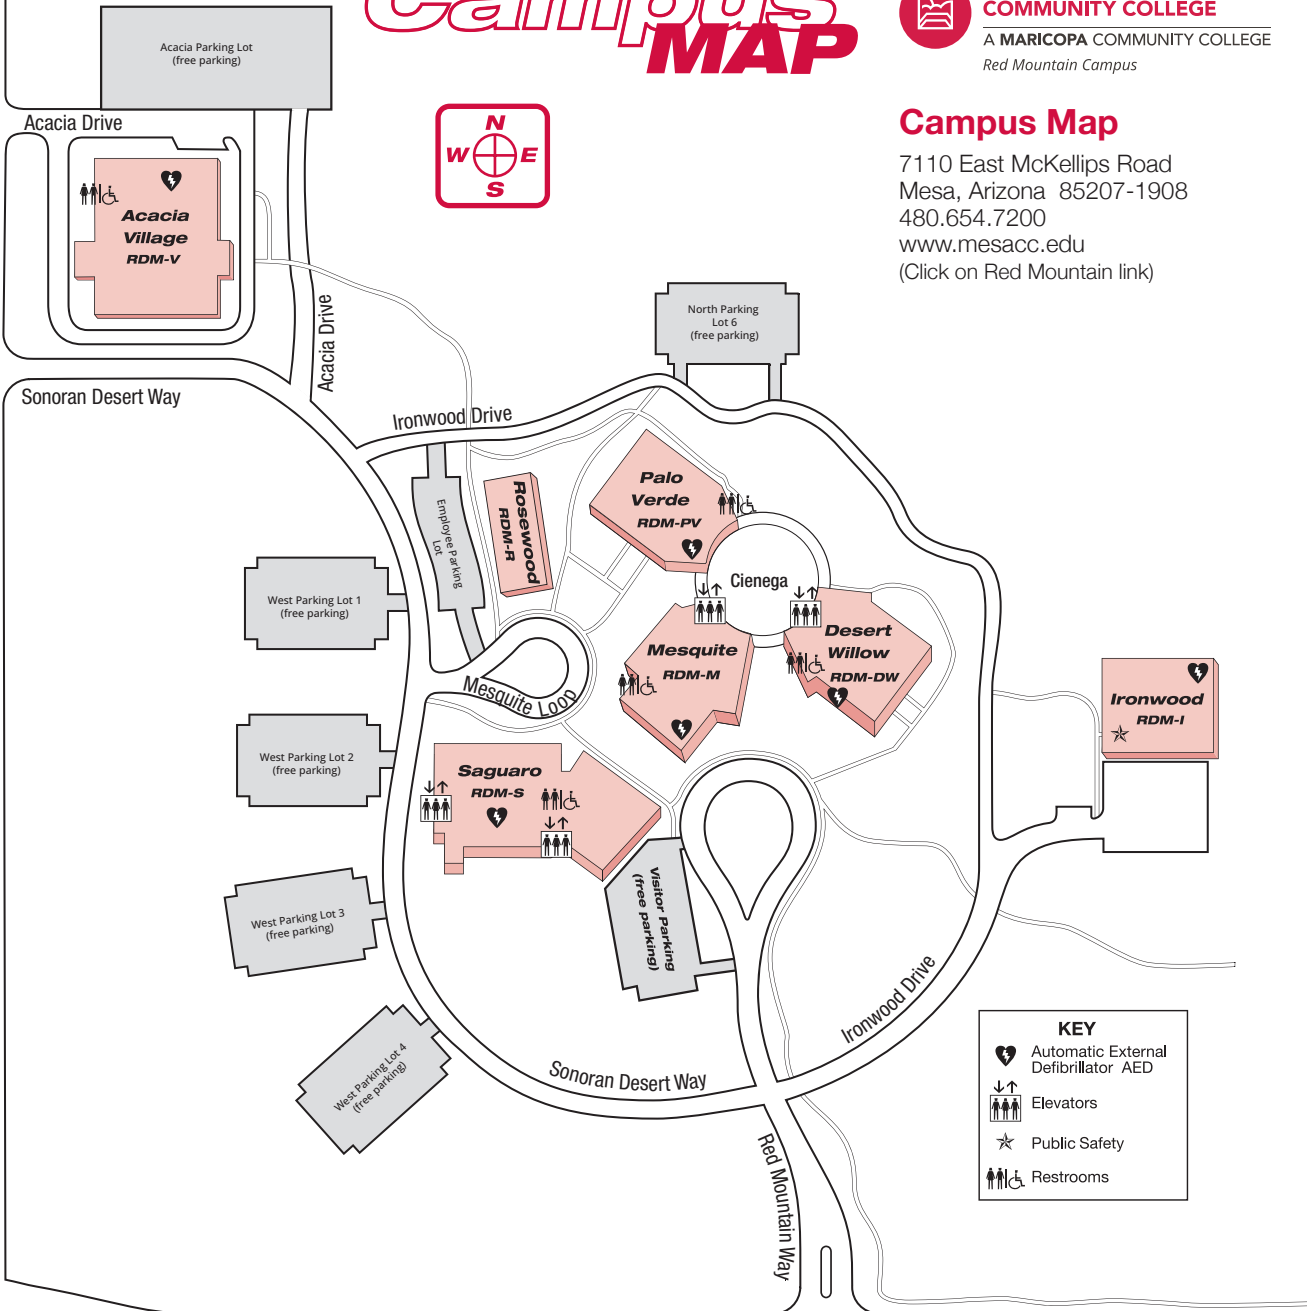 Campus
MAP
COMMUNITY COLLEGE
A MARICOPA COMMUNITY COLLEGE
Red Mountain Campus
Campus Map
7110 East McKellips Road
Mesa, Arizona 85207-1908
480.654.7200
www.mesacc.edu
(Click on Red Mountain link)
N
W E
S
Acacia Parking Lot
(free parking)
Acacia Drive
Acacia
Village
RDM-V
Acacia Drive
Sonoran Desert Way
North Parking
Lot 6
(free parking)
Ironwood Drive
Employee Parking
Lot
Rosewood
RDM-R
Palo
Verde
RDM-PV
Cienega
West Parking Lot 1
(free parking)
Mesquite
RDM-M
Desert
Willow
RDM-DW
Mesquite Loop
Ironwood
RDM-I
West Parking Lot 2
(free parking)
Saguaro
RDM-S
Visitor Parking
(free parking)
West Parking Lot 3
(free parking)
West Parking Lot 4
(free parking)
Ironwood Drive
Sonoran Desert Way
Red Mountain Way
KEY
Automatic External
Defibrillator AED
Elevators
Public Safety
Restrooms